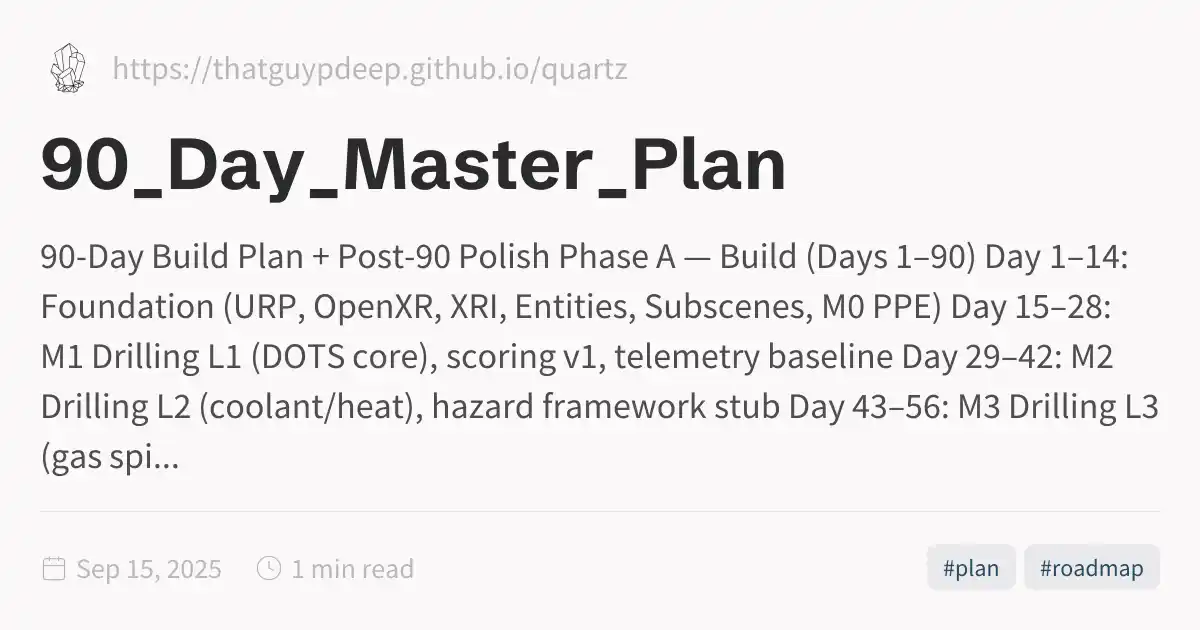 https://thatguypdeep.github.io/quartz
90_Day_Master_Plan
90-Day Build Plan + Post-90 Polish Phase A — Build (Days 1–90) Day 1–14:
Foundation (URP, OpenXR, XRI, Entities, Subscenes, M0 PPE) Day 15–28:
M1 Drilling L1 (DOTS core), scoring v1, telemetry baseline Day 29–42: M2
Drilling L2 (coolant/heat), hazard framework stub Day 43–56: M3 Drilling L3
(gas spi...
Sep 15, 2025 1 min read #plan #roadmap